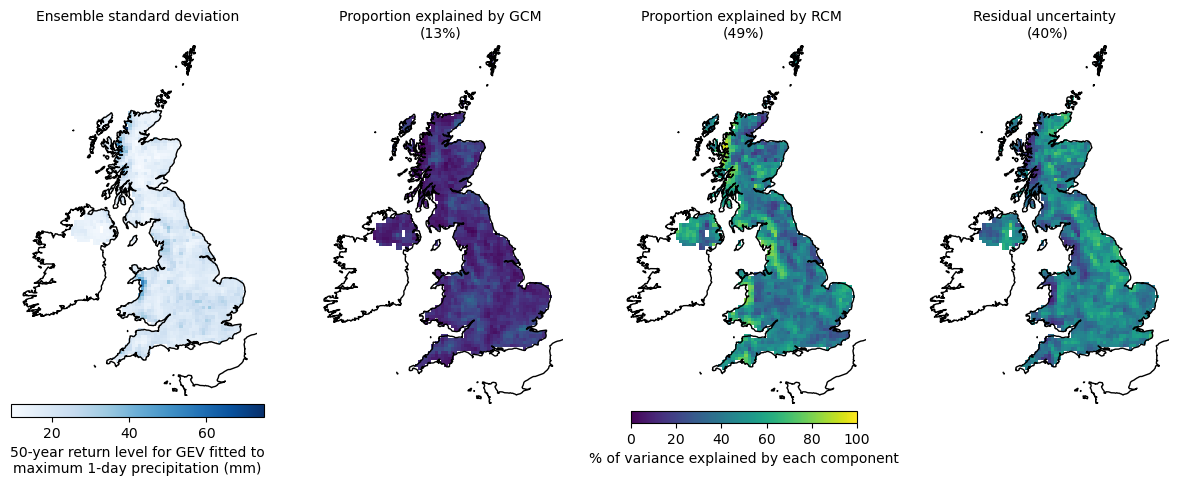 Ensemble standard deviation
Proportion explained by GCM
(13%)
Proportion explained by RCM
(49%)
Residual uncertainty
(40%)
20 40 60
50-year return level for GEV fitted to
maximum 1-day precipitation (mm)
0 20 40 60 80 100
% of variance explained by each component